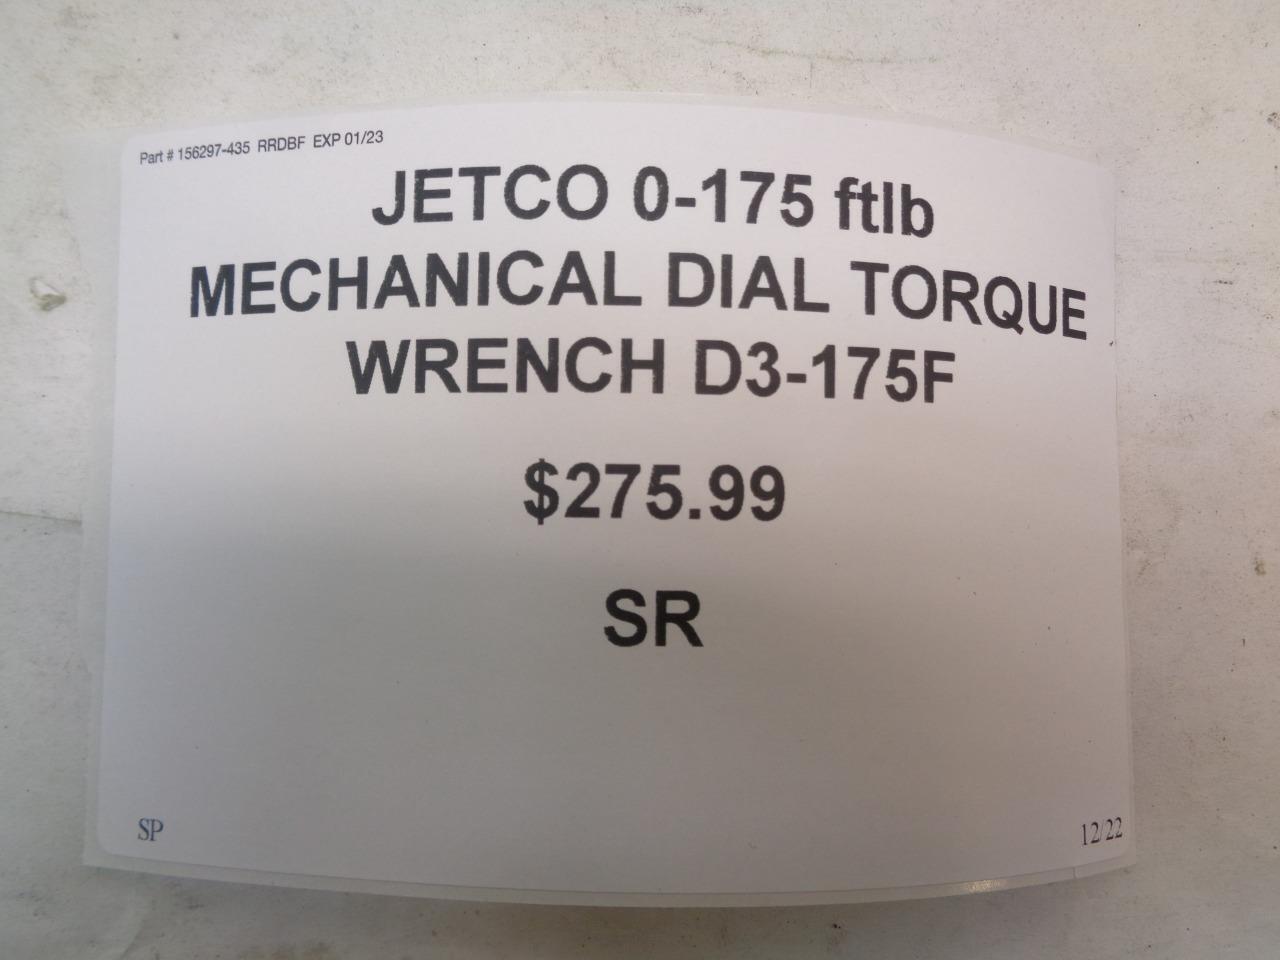 Part # 156297-435 RRDBF EXP 01/23
JETCO 0-175 ftlb
MECHANICAL DIAL TORQUE
WRENCH D3-175F
$275.99
SR
SP
12/22